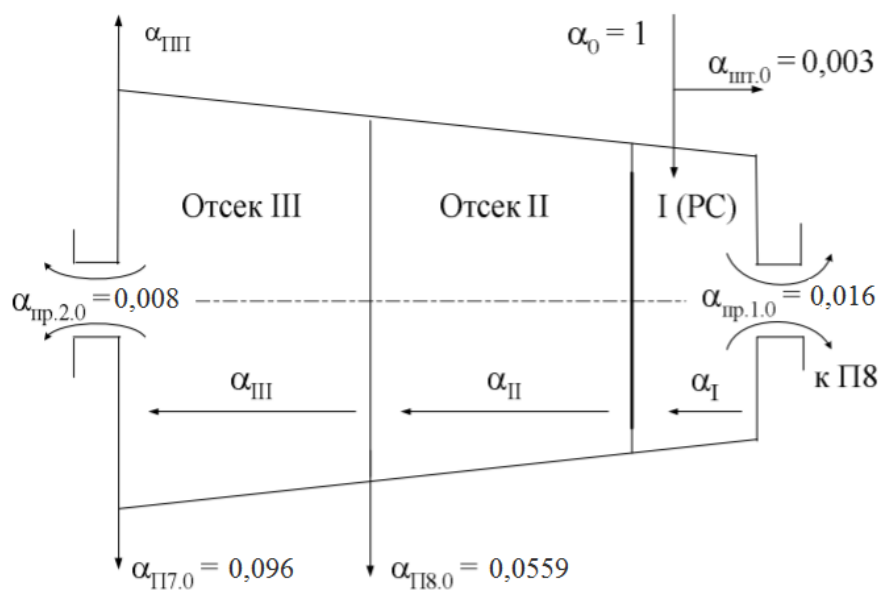 α_ПП
α_0 = 1
α_шт.0 = 0,003
Отсек III
Отсек II
I (РС)
α_пр.2.0 = 0,008
α_пр.1.0 = 0,016
к П8
α_III
α_II
α_I
α_П7.0 = 0,096
α_П8.0 = 0,0559